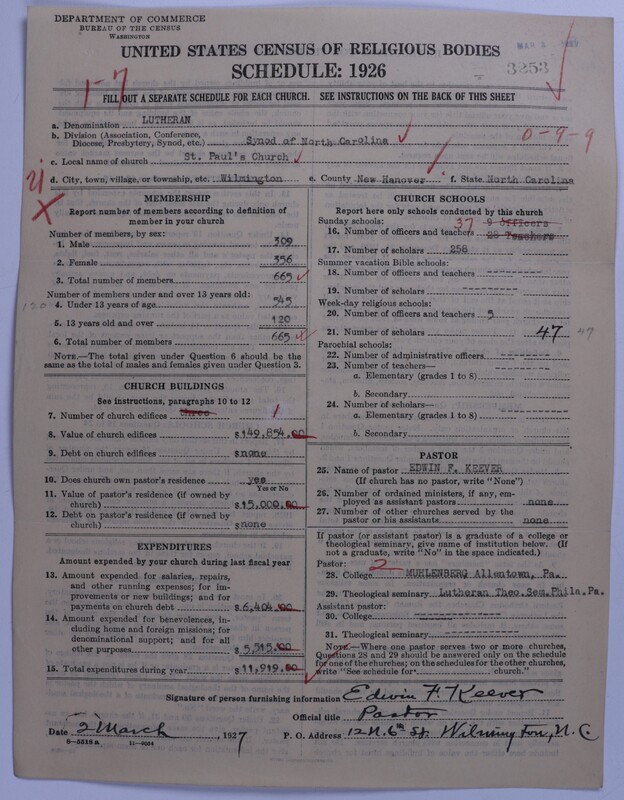 DEPARTMENT OF COMMERCE
BUREAU OF THE CENSUS
WASHINGTON
UNITED STATES CENSUS OF RELIGIOUS BODIES
SCHEDULE: 1926
3253
1-7
FILL OUT A SEPARATE SCHEDULE FOR EACH CHURCH. SEE INSTRUCTIONS ON THE BACK OF THIS SHEET
a. Denomination LUTHERAN
b. Division (Association, Conference, Diocese, Presbytery, Synod, etc.) Synod of North Carolina
0-9-9
c. Local name of church St. Paul's Church
d. City, town, village, or township, etc. Wilmington e. County New Hanover f. State North Carolina
21
MEMBERSHIP
Report number of members according to definition of member in your church
Number of members, by sex:
1. Male 309
2. Female 356
3. Total number of members 665
Number of members under and over 13 years old:
4. Under 13 years of age 545
5. 13 years old and over 120
6. Total number of members 665
NOTE.—The total given under Question 6 should be the same as the total of males and females given under Question 3.
CHURCH BUILDINGS
See instructions, paragraphs 10 to 12
7. Number of church edifices three 1
8. Value of church edifices $149,854.00
9. Debt on church edifices $none
10. Does church own pastor's residence yes
Yes or No
11. Value of pastor's residence (if owned by church) $15,000.00
12. Debt on pastor's residence (if owned by church) $none
EXPENDITURES
Amount expended by your church during last fiscal year
13. Amount expended for salaries, repairs, and other running expenses; for improvements or new buildings; and for payments on church debt $6,404.00
14. Amount expended for benevolences, including home and foreign missions; for denominational support; and for all other purposes $5,515.00
15. Total expenditures during year $11,919.00
CHURCH SCHOOLS
Report here only schools conducted by this church
Sunday schools:
16. Number of officers and teachers 37 9 Officers 28 Teachers
17. Number of scholars 258
Summer vacation Bible schools:
18. Number of officers and teachers ---------
19. Number of scholars ---------
Week-day religious schools:
20. Number of officers and teachers 5
21. Number of scholars 47 47
Parochial schools:
22. Number of administrative officers ---------
23. Number of teachers—
a. Elementary (grades 1 to 8) ---------
b. Secondary
24. Number of scholars—
a. Elementary (grades 1 to 8) ---------
b. Secondary
PASTOR
25. Name of pastor EDWIN F. KEEVER
(If church has no pastor, write "None")
26. Number of ordained ministers, if any, employed as assistant pastors none
27. Number of other churches served by the pastor or his assistants none
If pastor (or assistant pastor) is a graduate of a college or theological seminary, give name of institution below. (If not a graduate, write "No" in the space indicated.)
Pastor: 2
28. College MUHLENBERG Allentown, Pa.
29. Theological seminary Lutheran Theo.Sem.Phila.Pa.
Assistant pastor:
30. College ---------
31. Theological seminary ---------
NOTE.—Where one pastor serves two or more churches, Questions 28 and 29 should be answered only on the schedule for one of the churches; on the schedules for the other churches, write "See schedule for church."
Signature of person furnishing information Edwin F. Keever
Official title Pastor
Date 2 March, 1927 P. O. Address 12 N. 6th St. Wilmington, N. C.
8—5518 a 11—9034